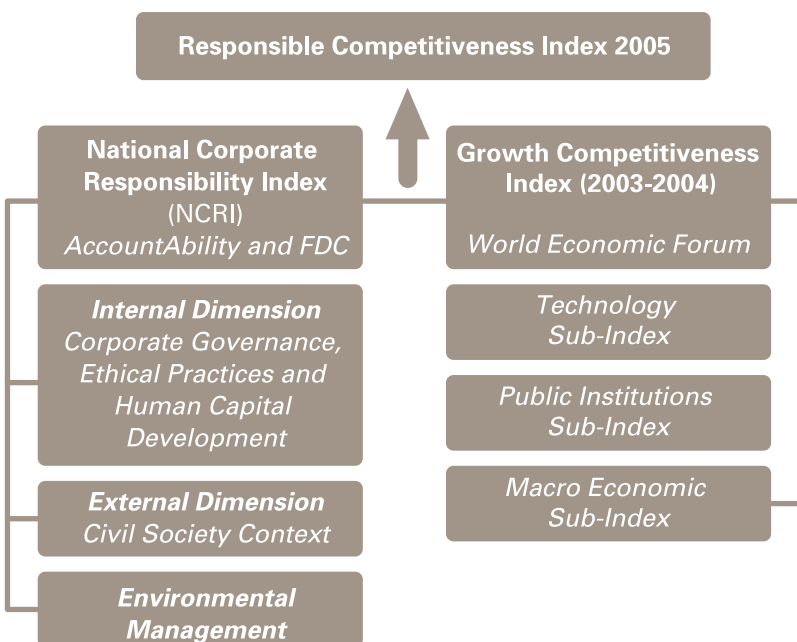 Responsible Competitiveness Index 2005
National Corporate
Responsibility Index
(NCRI)
AccountAbility and FDC
Internal Dimension
Corporate Governance,
Ethical Practices and
Human Capital
Development
External Dimension
Civil Society Context
Environmental
Management
Growth Competitiveness
Index (2003-2004)
World Economic Forum
Technology
Sub-Index
Public Institutions
Sub-Index
Macro Economic
Sub-Index